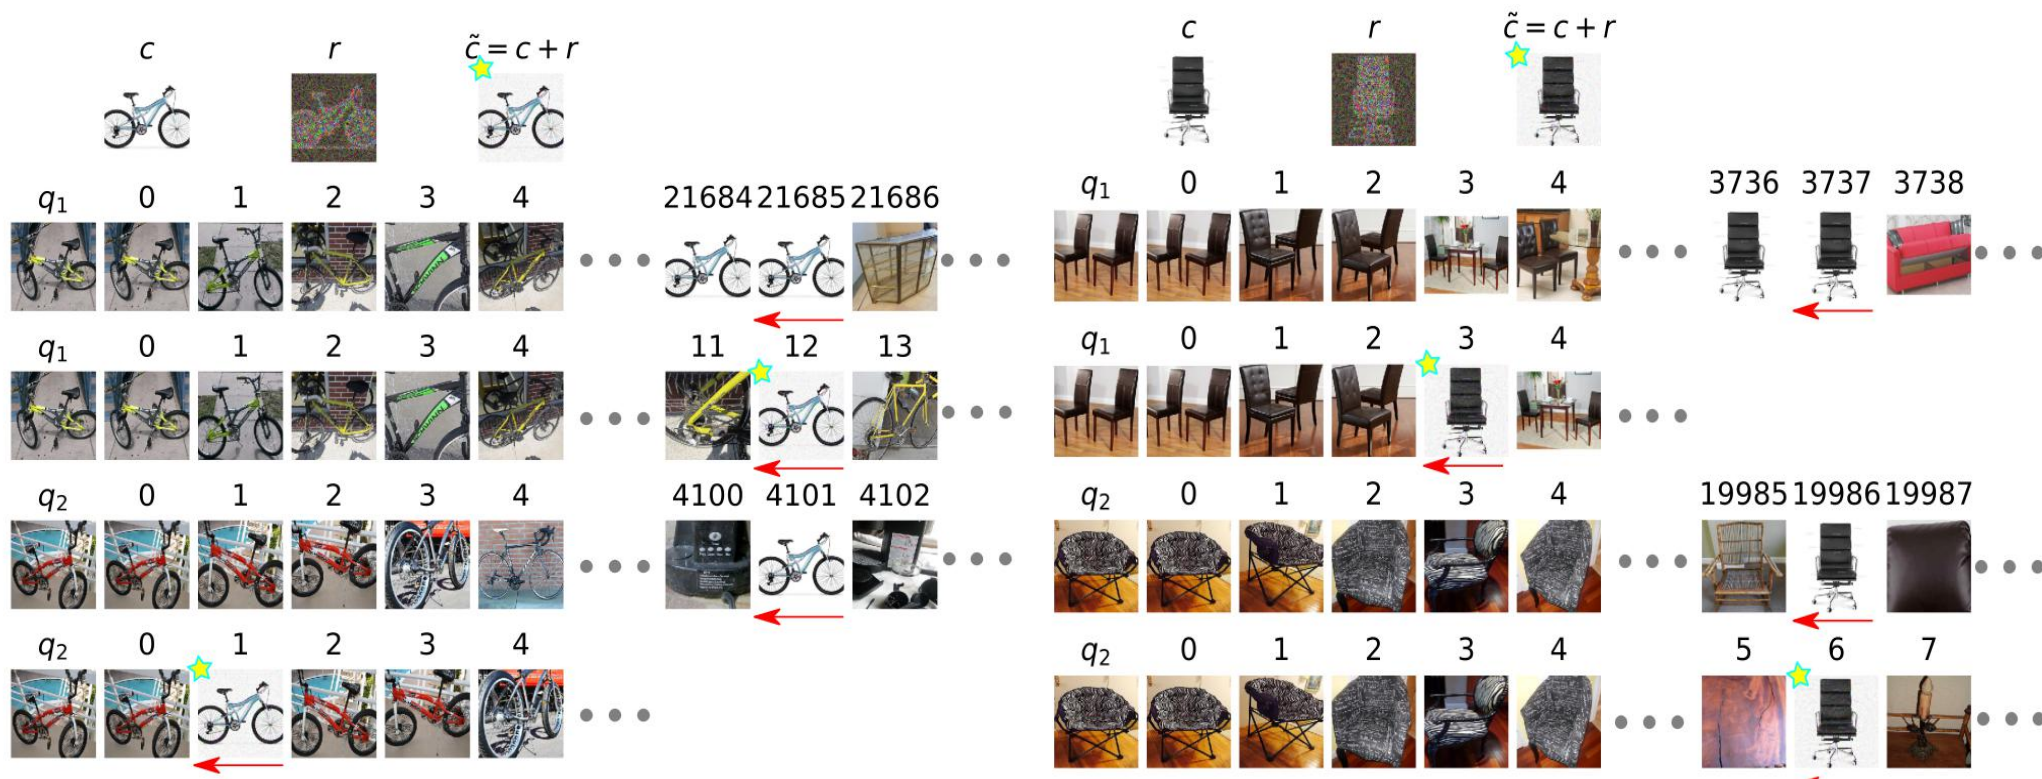 c r c̃ = c + r
q₁ 0 1 2 3 4 21684 21685 21686
q₁ 0 1 2 3 4 11 12 13
q₂ 0 1 2 3 4 4100 4101 4102
q₂ 0 1 2 3 4
c r c̃ = c + r
q₁ 0 1 2 3 4 3736 3737 3738
q₁ 0 1 2 3 4
q₂ 0 1 2 3 4 19985 19986 19987
q₂ 0 1 2 3 4 5 6 7